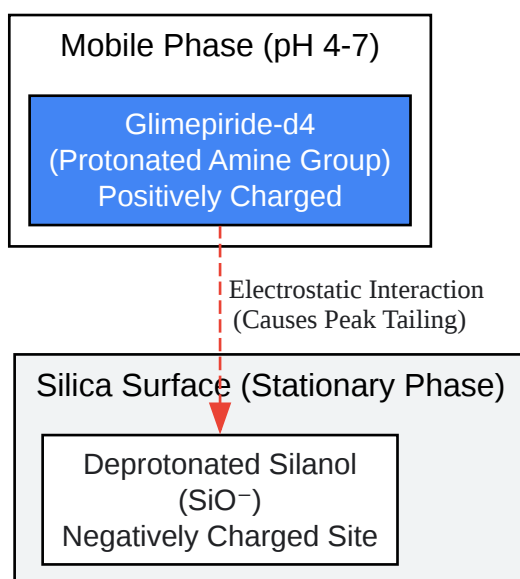 Mobile Phase (pH 4-7)
Glimepiride-d4
(Protonated Amine Group)
Positively Charged
Electrostatic Interaction
(Causes Peak Tailing)
Silica Surface (Stationary Phase)
Deprotonated Silanol
(SiO⁻)
Negatively Charged Site